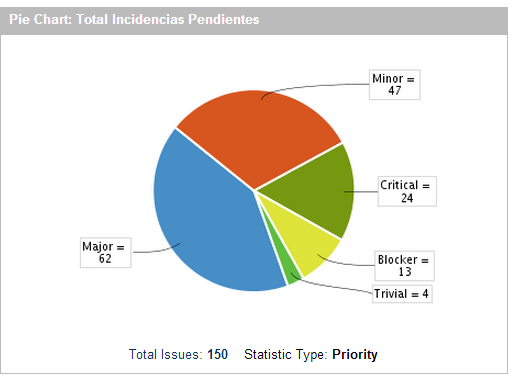 Pie Chart: Total Incidencias Pendientes
Minor =
47
Critical =
24
Major =
62
Blocker =
13
Trivial = 4
Total Issues: 150 Statistic Type: Priority